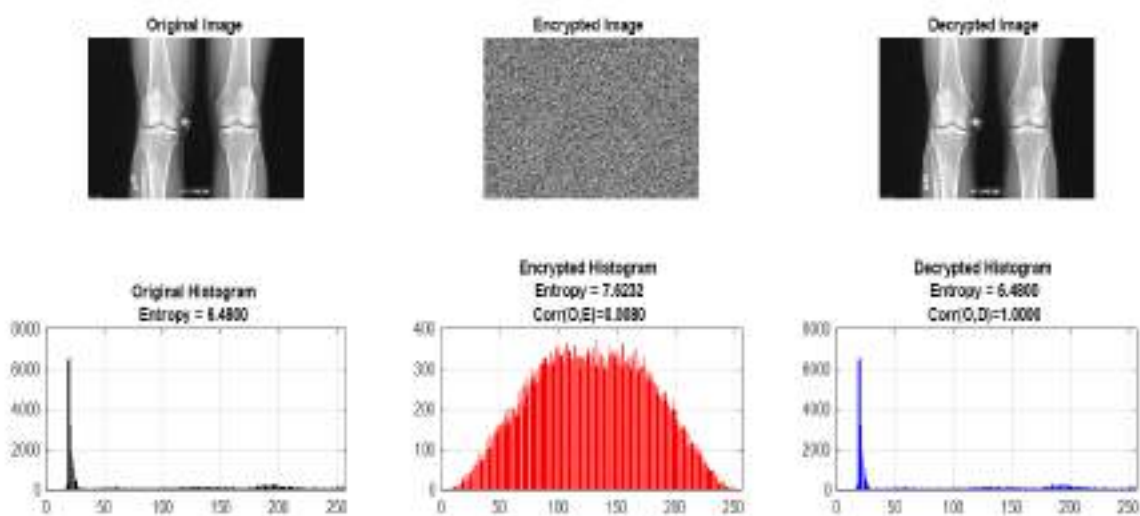 Original Image
Encrypted Image
Decrypted Image
Original Histogram
Entropy = 6.4800
8000
6000
4000
2000
0
0 50 100 150 200 250
Encrypted Histogram
Entropy = 7.6232
Corr(O,E)=0.0080
400
300
200
100
0
0 50 100 150 200 250
Decrypted Histogram
Entropy = 6.4800
Corr(O,D)=1.0000
8000
6000
4000
2000
0
0 50 100 150 200 250